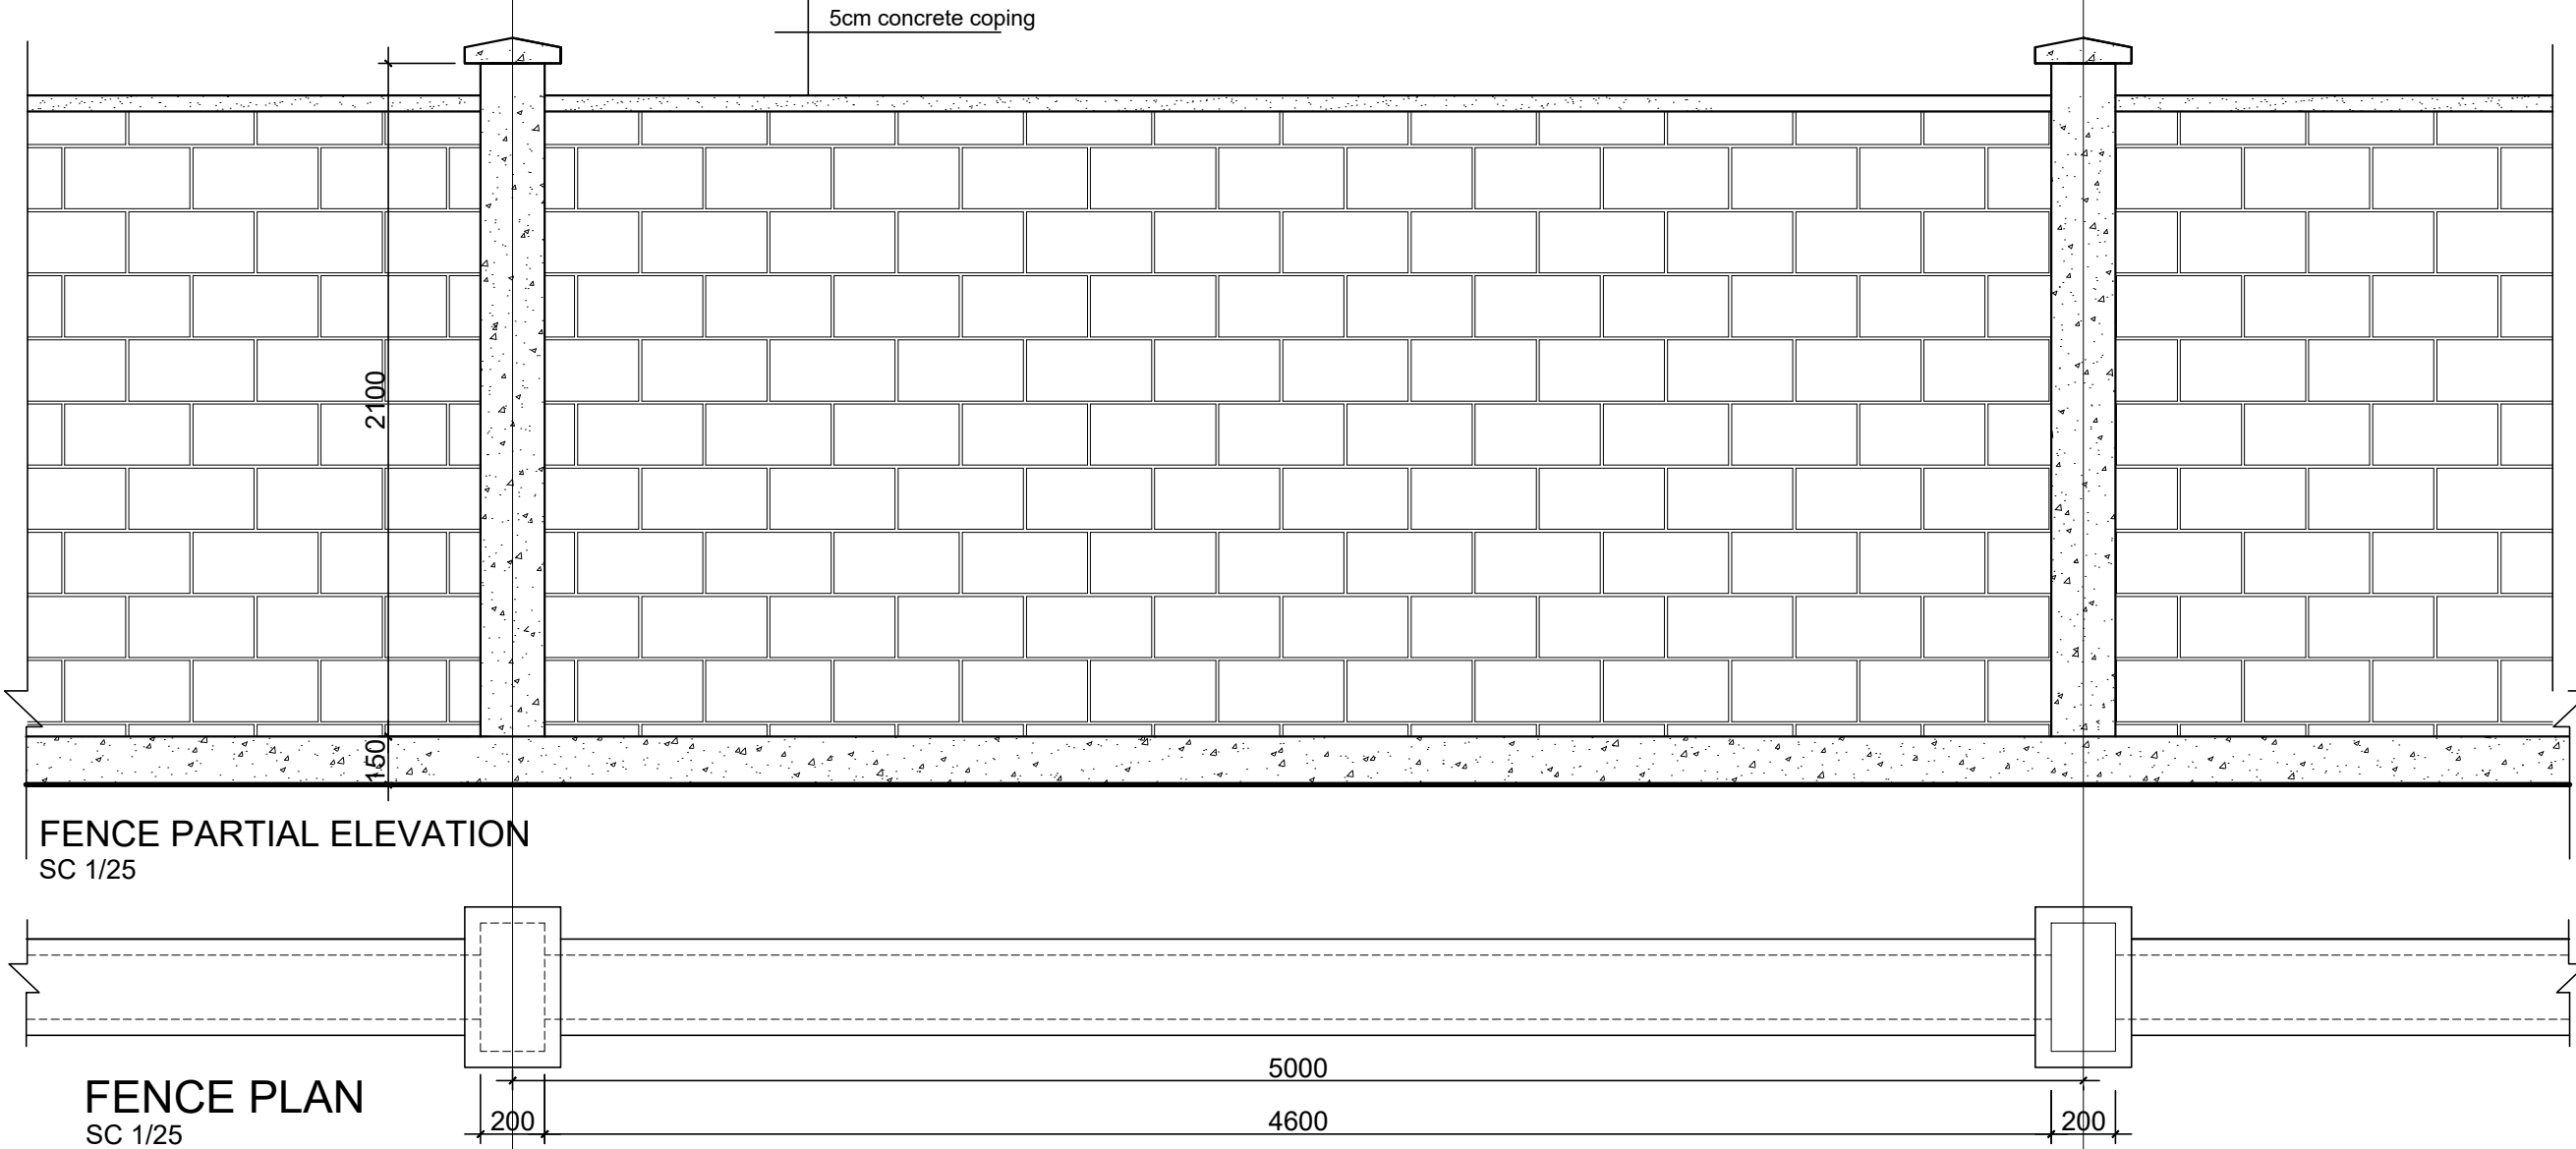 5cm concrete coping
2100
150
FENCE PARTIAL ELEVATION
SC 1/25
5000
FENCE PLAN
SC 1/25
200
4600
200